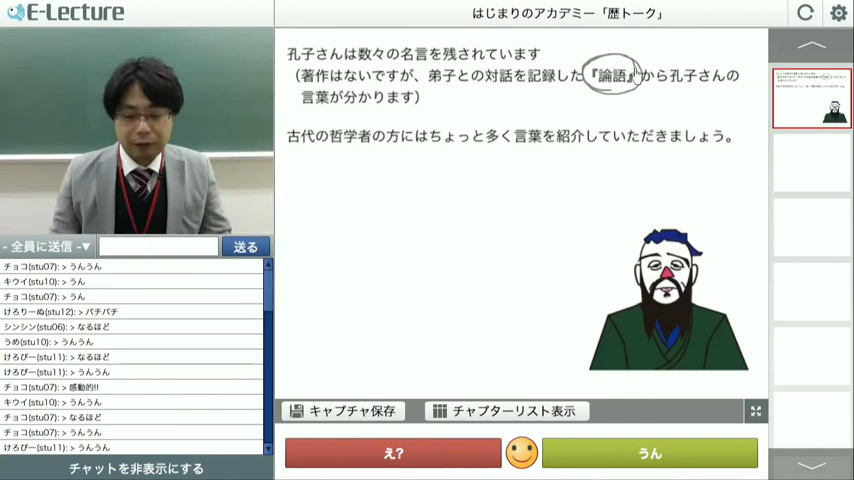 E-Lecture
はじまりのアカデミー「歴トーク」
孔子さんは数々の名言を残されています
（著作はないですが、弟子との対話を記録した『論語』から孔子さんの
言葉が分かります）
古代の哲学者の方にはちょっと多く言葉を紹介していただきましょう。
- 全員に送信 -▼
送る
チョコ(stu07): > うんうん
キウイ(stu10): > うん
チョコ(stu07): > うん
けろりーぬ(stu12): > パチパチ
シンシン(stu06): > なるほど
うめ(stu10): > うんうん
けろぴー(stu11): > なるほど
けろぴー(stu11): > うんうん
チョコ(stu07): > 感動的!!
キウイ(stu10): > うんうん
チョコ(stu07): > なるほど
チョコ(stu07): > うんうん
けろぴー(stu11): > うんうん
チャットを非表示にする
キャプチャ保存
チャプターリスト表示
え?
うん